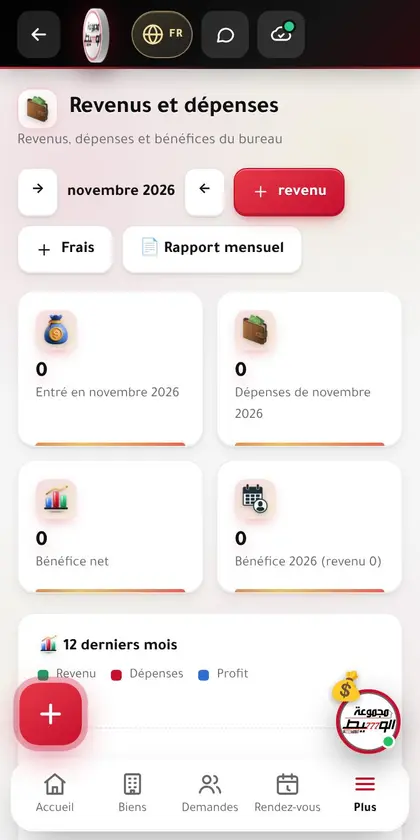 FR
Revenus et dépenses
Revenus, dépenses et bénéfices du bureau
novembre 2026
+ revenu
+ Frais
Rapport mensuel
0
Entré en novembre 2026
0
Dépenses de novembre
2026
0
Bénéfice net
0
Bénéfice 2026 (revenu 0)
12 derniers mois
Revenu
Dépenses
Profit
مجموعة
الوسيط
Accueil
Biens
Demandes
Rendez-vous
Plus